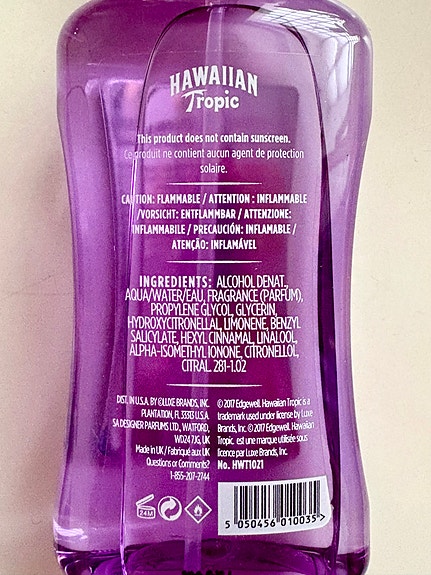 HAWAIIAN
Tropic
This product does not contain sunscreen.
Ce produit ne contient aucun agent de protection
solaire.
CAUTION: FLAMMABLE / ATTENTION : INFLAMMABLE
/VORSICHT: ENTFLAMMBAR / ATTENZIONE:
INFLAMMABILE / PRECAUCIÓN: INFLAMABLE /
ATENÇÃO: INFLAMÁVEL
INGREDIENTS: ALCOHOL DENAT.,
AQUA/WATER/EAU, FRAGRANCE (PARFUM),
PROPYLENE GLYCOL, GLYCERIN,
HYDROXYCITRONELLAL, LIMONENE, BENZYL
SALICYLATE, HEXYL CINNAMAL, LINALOOL,
ALPHA-ISOMETHYL IONONE, CITRONELLOL,
CITRAL. 281-1.02
DIST. IN U.S.A. BY ©LUXE BRANDS, INC.
PLANTATION, FL 33313 U.S.A.
SA DESIGNER PARFUMS LTD., WATFORD,
WD24 7JG, UK
Made in UK / Fabriqué aux UK
Questions or Comments?
1-855-207-2744
© 2017 Edgewell. Hawaiian Tropic is a
trademark used under license by Luxe
Brands, Inc. © 2017 Edgewell. Hawaiian
Tropic est une marque utilisée sous
licence par Luxe Brands, Inc.
No. HWT1021
24M
5 050456 010035 >